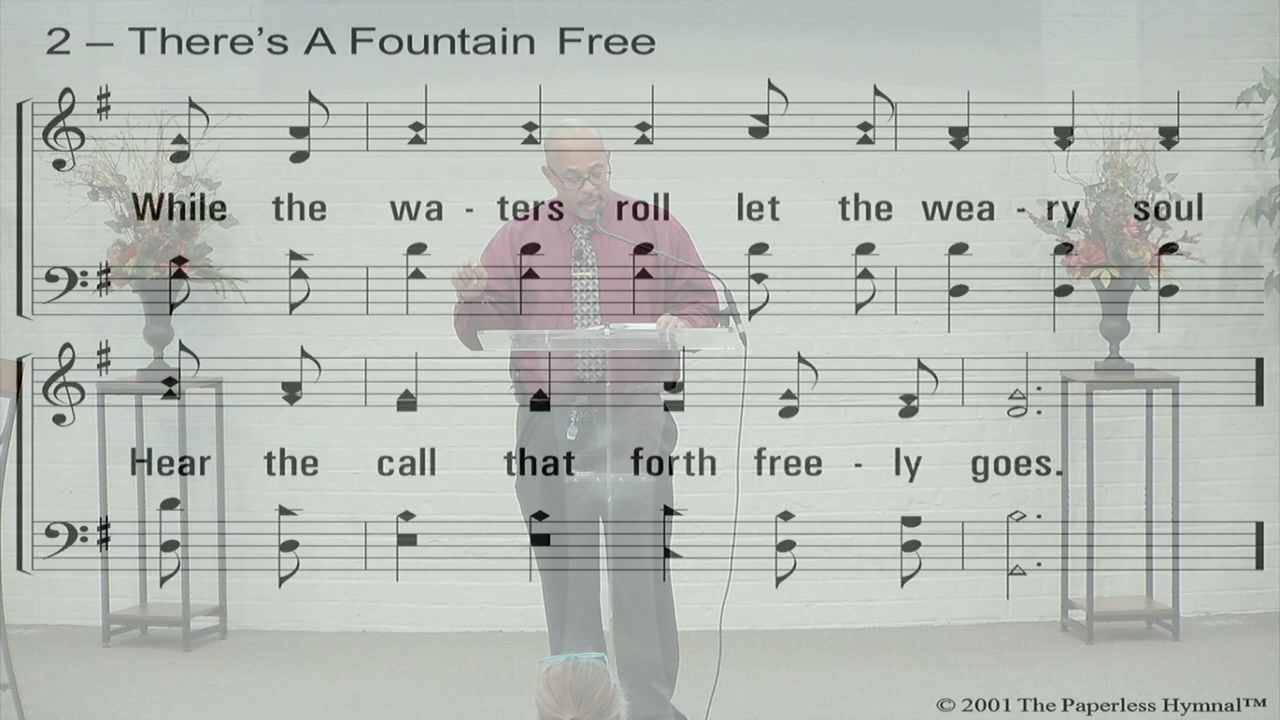 2 – There's A Fountain Free
While the wa - ters roll let the wea - ry soul
Hear the call that forth free - ly goes.
© 2001 The Paperless Hymnal™